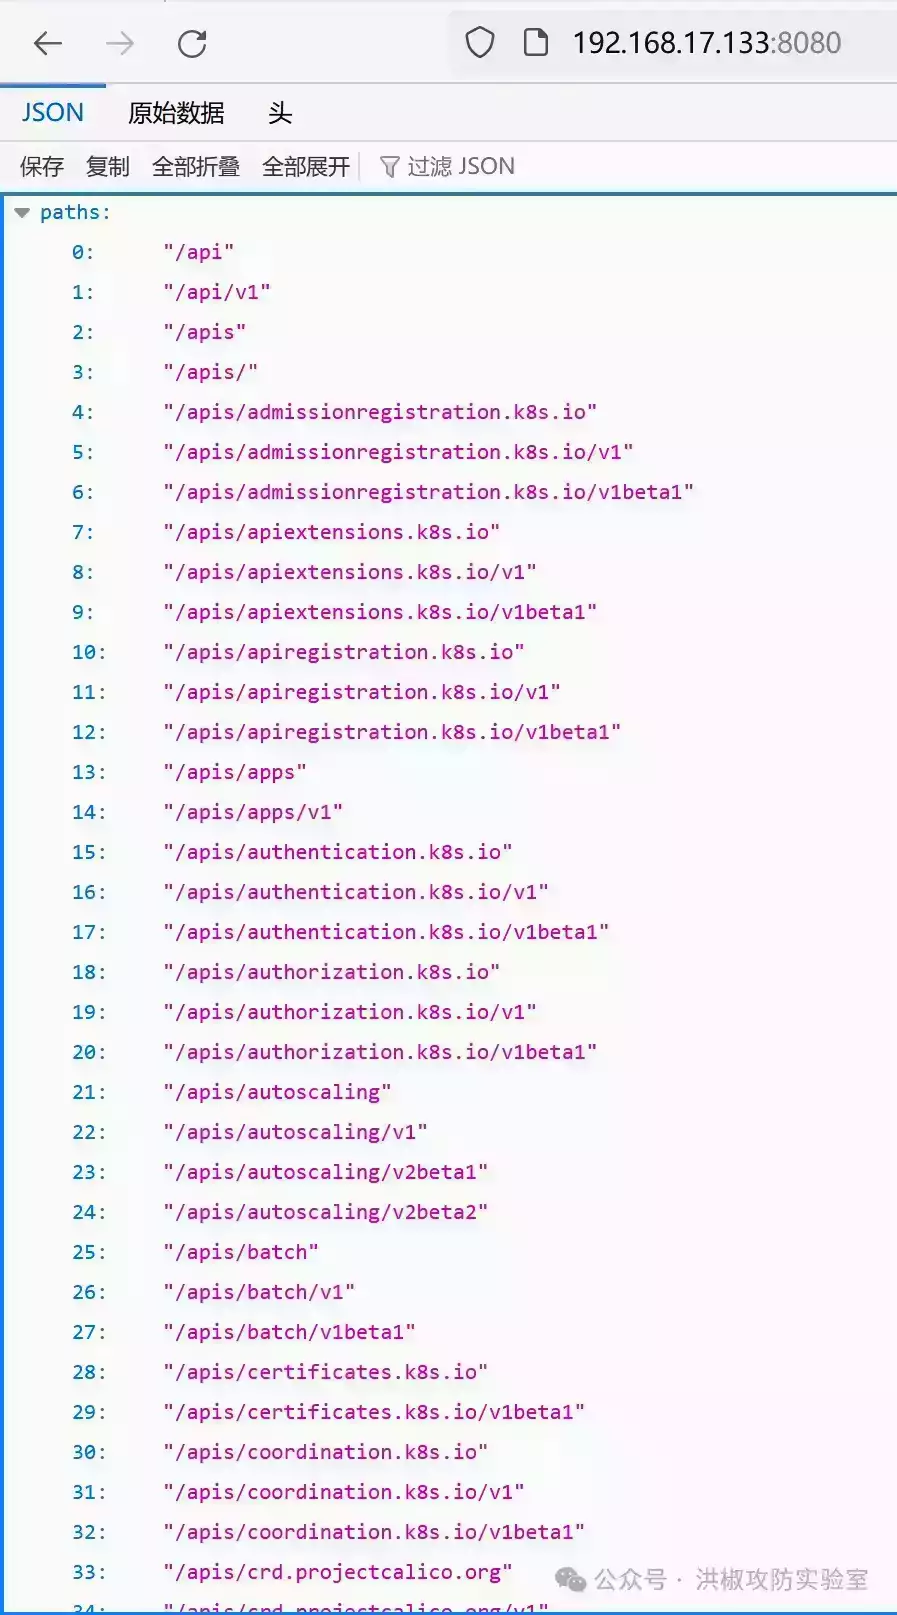 192.168.17.133:8080
JSON 原始数据 头
保存 复制 全部折叠 全部展开 过滤 JSON
paths:
0: "/api"
1: "/api/v1"
2: "/apis"
3: "/apis/"
4: "/apis/admissionregistration.k8s.io"
5: "/apis/admissionregistration.k8s.io/v1"
6: "/apis/admissionregistration.k8s.io/v1beta1"
7: "/apis/apiextensions.k8s.io"
8: "/apis/apiextensions.k8s.io/v1"
9: "/apis/apiextensions.k8s.io/v1beta1"
10: "/apis/apiregistration.k8s.io"
11: "/apis/apiregistration.k8s.io/v1"
12: "/apis/apiregistration.k8s.io/v1beta1"
13: "/apis/apps"
14: "/apis/apps/v1"
15: "/apis/authentication.k8s.io"
16: "/apis/authentication.k8s.io/v1"
17: "/apis/authentication.k8s.io/v1beta1"
18: "/apis/authorization.k8s.io"
19: "/apis/authorization.k8s.io/v1"
20: "/apis/authorization.k8s.io/v1beta1"
21: "/apis/autoscaling"
22: "/apis/autoscaling/v1"
23: "/apis/autoscaling/v2beta1"
24: "/apis/autoscaling/v2beta2"
25: "/apis/batch"
26: "/apis/batch/v1"
27: "/apis/batch/v1beta1"
28: "/apis/certificates.k8s.io"
29: "/apis/certificates.k8s.io/v1beta1"
30: "/apis/coordination.k8s.io"
31: "/apis/coordination.k8s.io/v1"
32: "/apis/coordination.k8s.io/v1beta1"
33: "/apis/crd.projectcalico.org"
公众号 · 洪椒攻防实验室
34: "/apis/crd.projectcalico.org/v1"